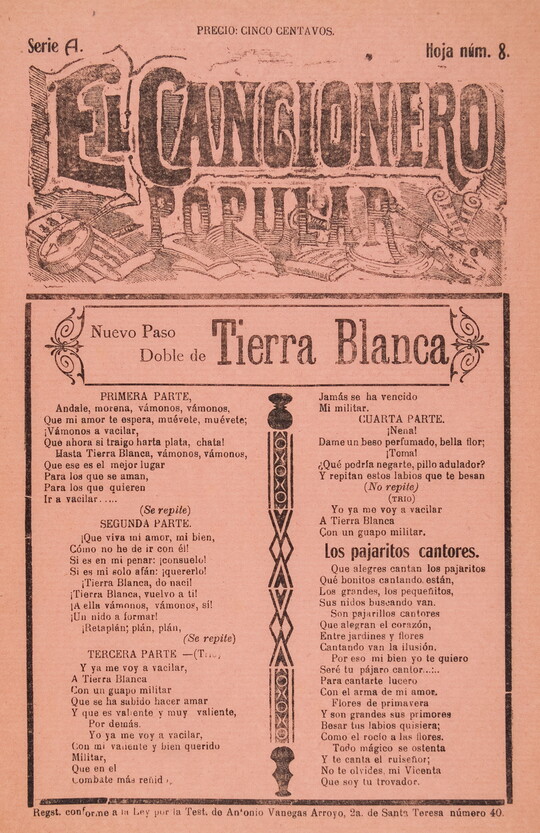 PRECIO: CINCO CENTAVOS.
Serie A.
Hoja núm. 8.
EL CANCIONERO
POPULAR
Nuevo Paso
Doble de
Tierra Blanca
PRIMERA PARTE,
Andale, morena, vámonos, vámonos,
Que mi amor te espera, muévete, muévete;
¡Vámonos a vacilar,
Que ahora si traigo harta plata, chata!
Hasta Tierra Blanca, vámonos, vámonos,
Que ese es el mejor lugar
Para los que se aman,
Para los que quieren
Ir a vacilar.....
(Se repite)
SEGUNDA PARTE.
¡Que viva mi amor, mi bien,
Cómo no he de ir con él!
Si es en mi penar: ¡consuelo!
Si es mi solo afán: ¡quererlo!
¡Tierra Blanca, do nací!
¡Tierra Blanca, vuelvo a ti!
¡A ella vámonos, vámonos, sí!
¡Un nido a formar!
¡Retaplán; plán, plán,
(Se repite)
TERCERA PARTE —
Y ya me voy a vacilar,
A Tierra Blanca
Con un guapo militar
Que se ha sabido hacer amar
Y que es valiente y muy valiente,
Por demás.
Yo ya me voy a vacilar,
Con mi valiente y bien querido
Militar,
Que en el
Combate más reñido,
Jamás se ha vencido
Mi militar.
CUARTA PARTE.
¡Nena!
Dame un beso perfumado, bella flor;
¡Toma!
¿Qué podría negarte, pillo adulador?
Y repitan estos labios que te besan
(No repite)
(TRIO)
Yo ya me voy a vacilar
A Tierra Blanca
Con un guapo militar.
Los pajaritos cantores.
Que alegres cantan los pajaritos
Qué bonitos cantando están,
Los grandes, los pequeñitos,
Sus nidos buscando van.
Son pajarillos cantores
Que alegran el corazón,
Entre jardines y flores
Cantando van la ilusión.
Por eso mi bien yo te quiero
Seré tu pájaro cantor.....
Para cantarte lucero
Con el arma de mi amor.
Flores de primavera
Y son grandes sus primores
Besar tus labios quisiera;
Como el rocío a las flores.
Todo mágico se ostenta
Y te canta el ruiseñor;
No te olvides, mi Vicenta
Que soy tu trovador.
Regst. conforme a la Ley por la Test. de Antonio Vanegas Arroyo, 2a. de Santa Teresa número 40.